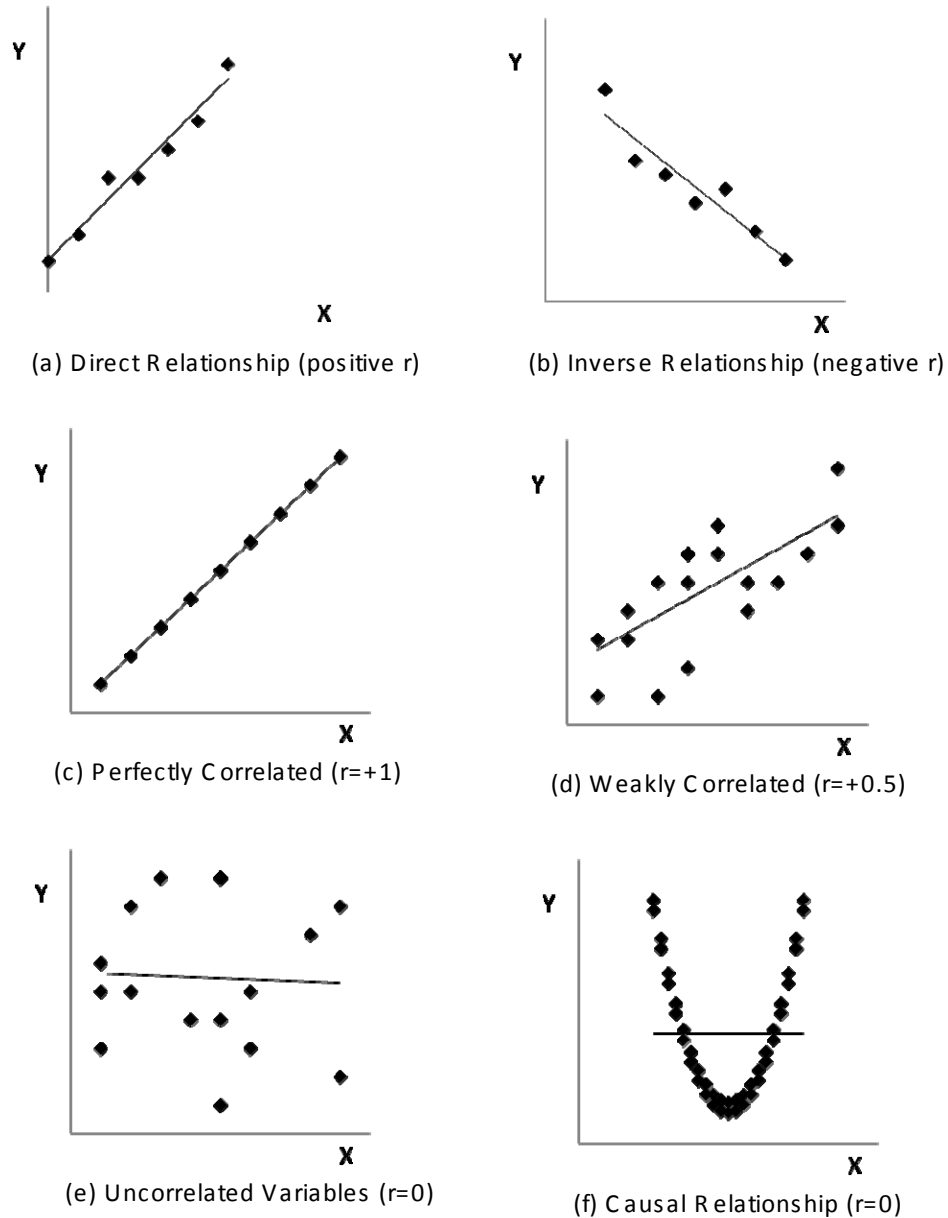 Y
X
(a) Direct Relationship (positive r)
Y
X
(b) Inverse Relationship (negative r)
Y
X
(c) Perfectly Correlated (r=+1)
Y
X
(d) Weakly Correlated (r=+0.5)
Y
X
(e) Uncorrelated Variables (r=0)
Y
X
(f) Causal Relationship (r=0)